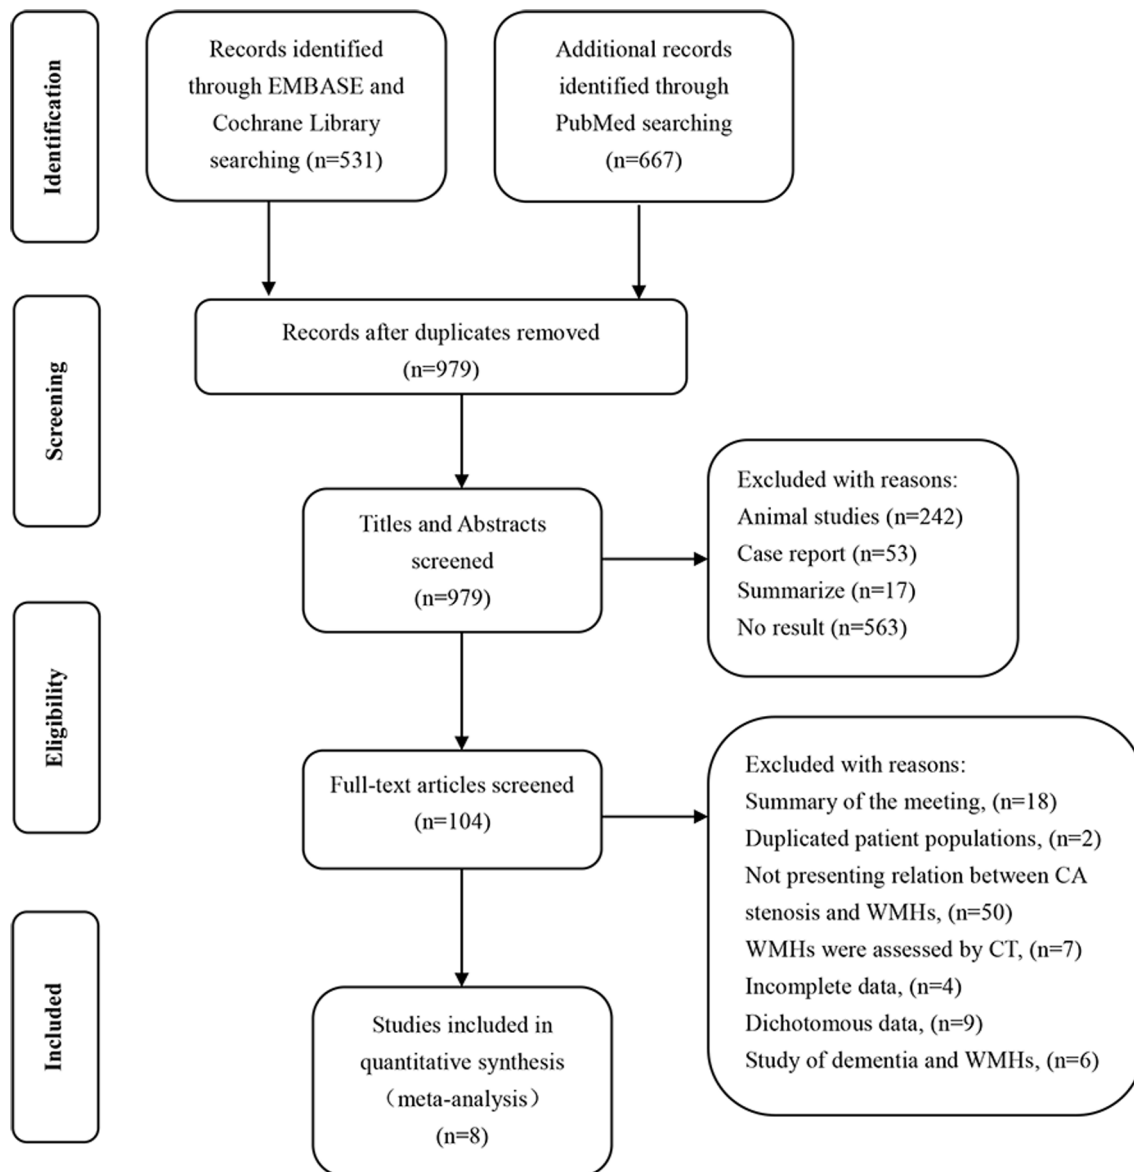 Identification
Records identified
through EMBASE and
Cochrane Library
searching (n=531)
Additional records
identified through
PubMed searching
(n=667)
Screening
Records after duplicates removed
(n=979)
Titles and Abstracts
screened
(n=979)
Excluded with reasons:
Animal studies (n=242)
Case report (n=53)
Summarize (n=17)
No result (n=563)
Eligibility
Full-text articles screened
(n=104)
Excluded with reasons:
Summary of the meeting, (n=18)
Duplicated patient populations, (n=2)
Not presenting relation between CA
stenosis and WMHs, (n=50)
WMHs were assessed by CT, (n=7)
Incomplete data, (n=4)
Dichotomous data, (n=9)
Study of dementia and WMHs, (n=6)
Included
Studies included in
quantitative synthesis
（meta-analysis）
(n=8)